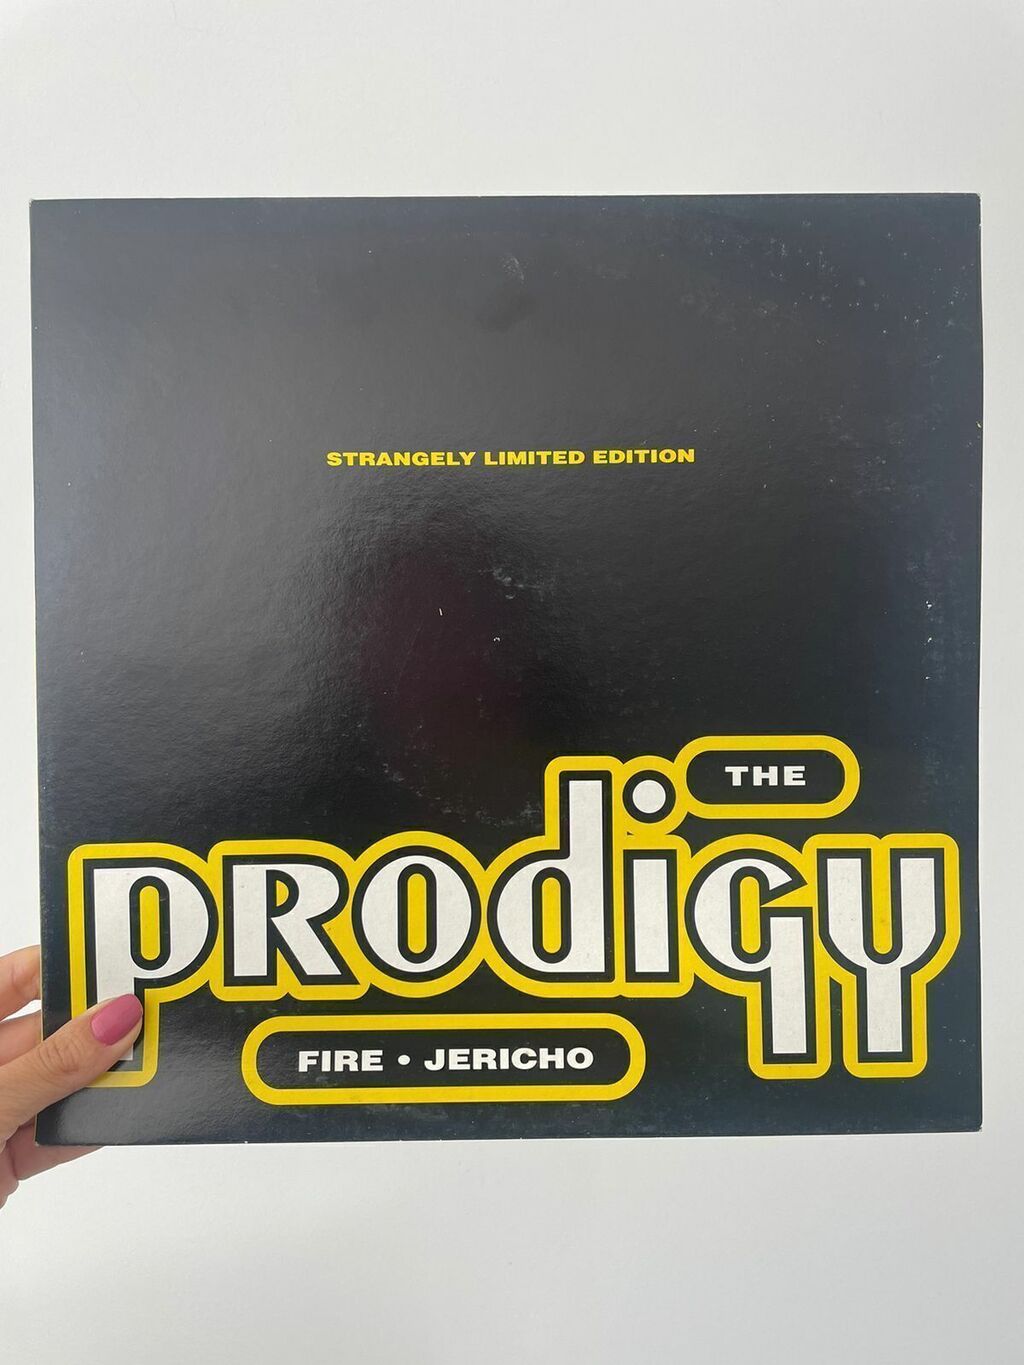 STRANGELY LIMITED EDITION
THE
prodigy
FIRE • JERICHO